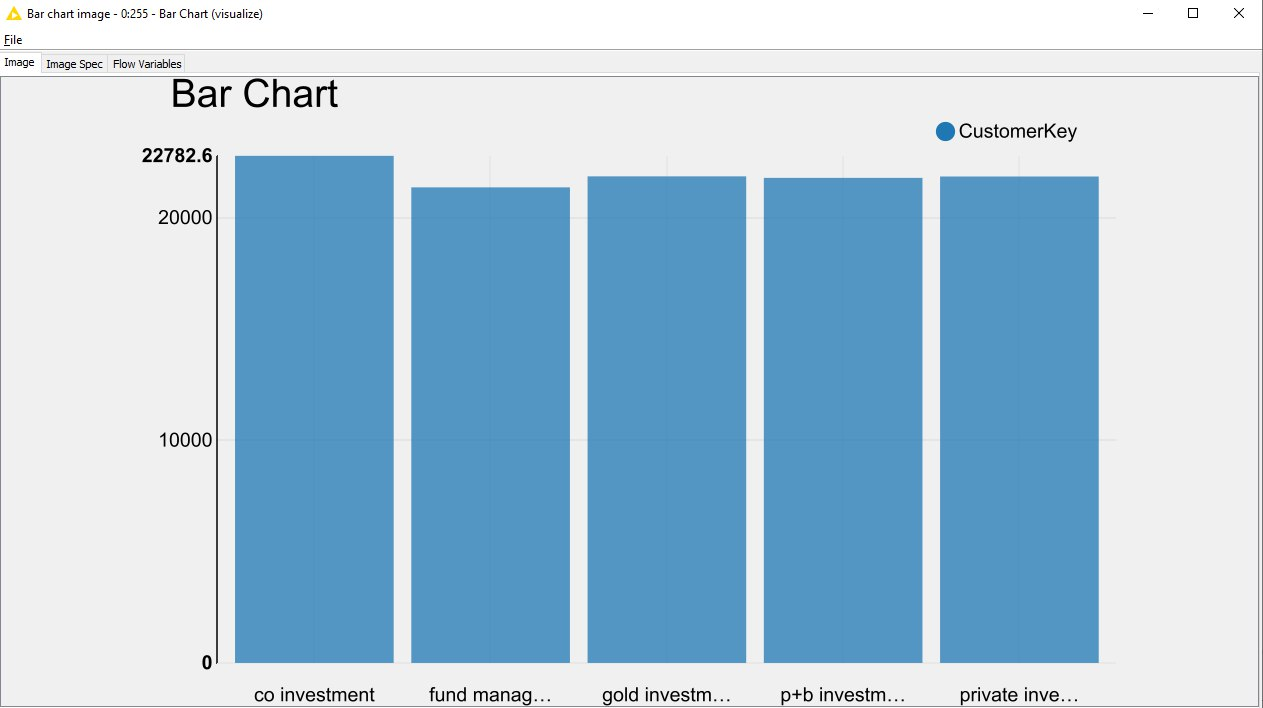 Bar chart image - 0:255 - Bar Chart (visualize)
File
Image Image Spec Flow Variables
Bar Chart
CustomerKey
22782.6
20000
10000
0
co investment fund manag… gold investm… p+b investm… private inve…